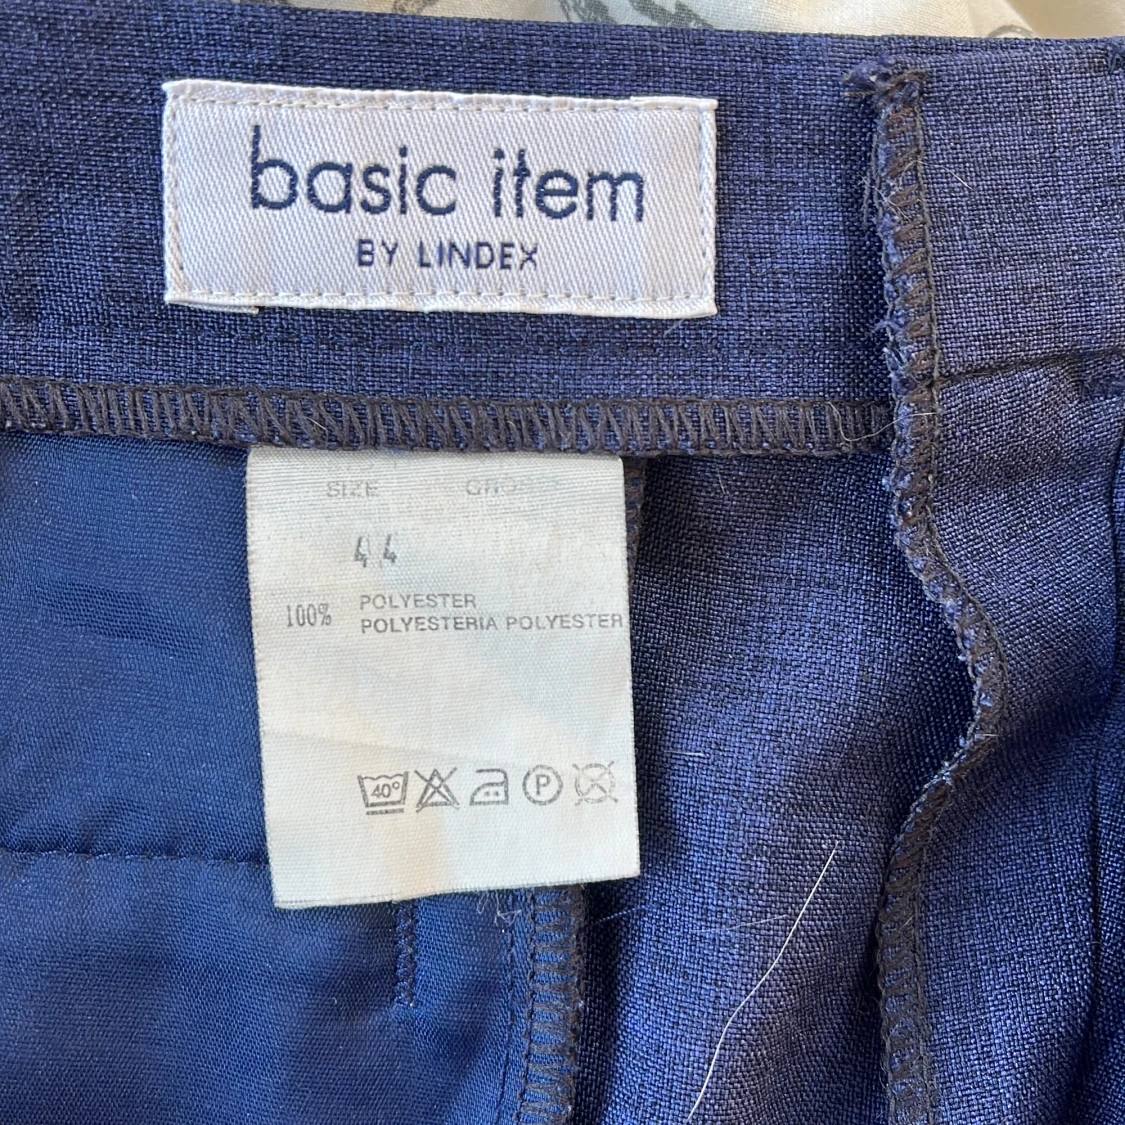 basic item
BY LINDEX
SIZE
44
100% POLYESTER
POLYESTERIA POLYESTER
40°
P